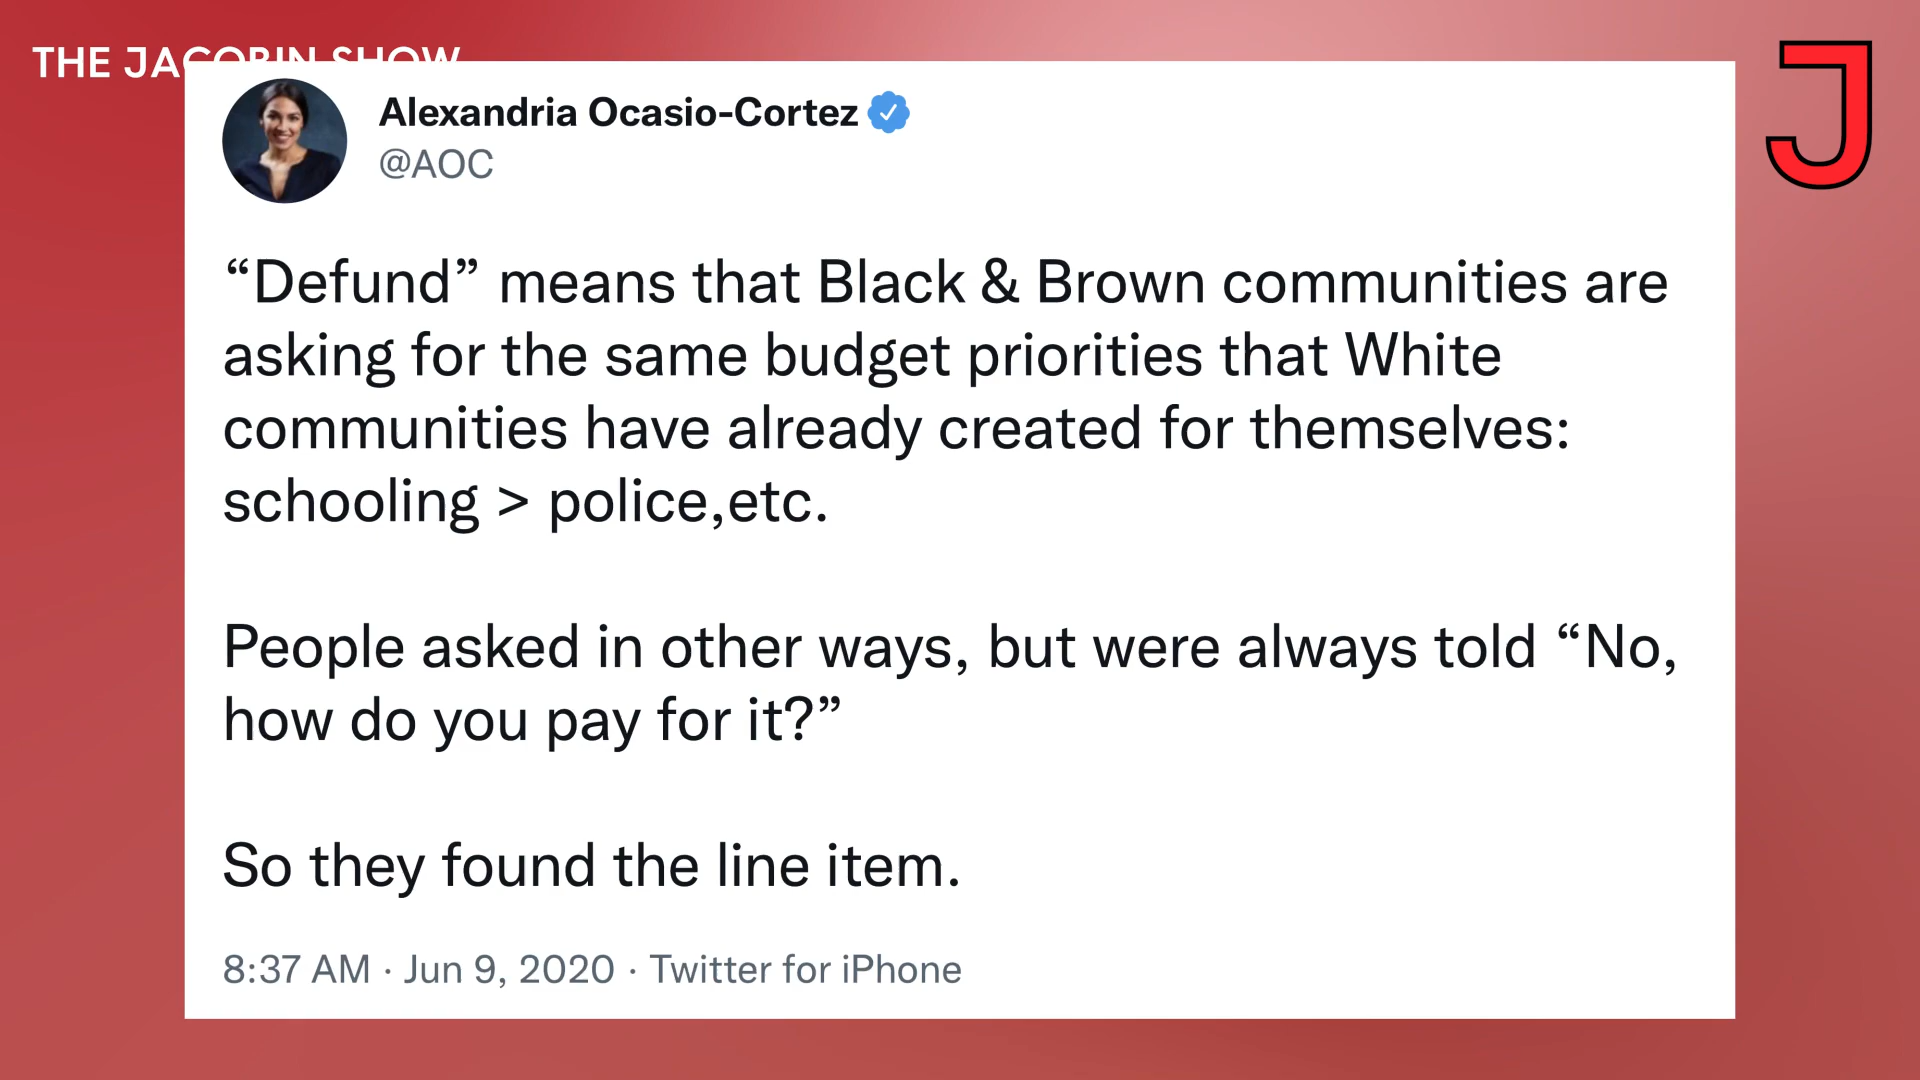 THE JACOBIN SHOW
J
Alexandria Ocasio-Cortez
@AOC
“Defund” means that Black & Brown communities are
asking for the same budget priorities that White
communities have already created for themselves:
schooling > police,etc.
People asked in other ways, but were always told “No,
how do you pay for it?”
So they found the line item.
8:37 AM · Jun 9, 2020 · Twitter for iPhone